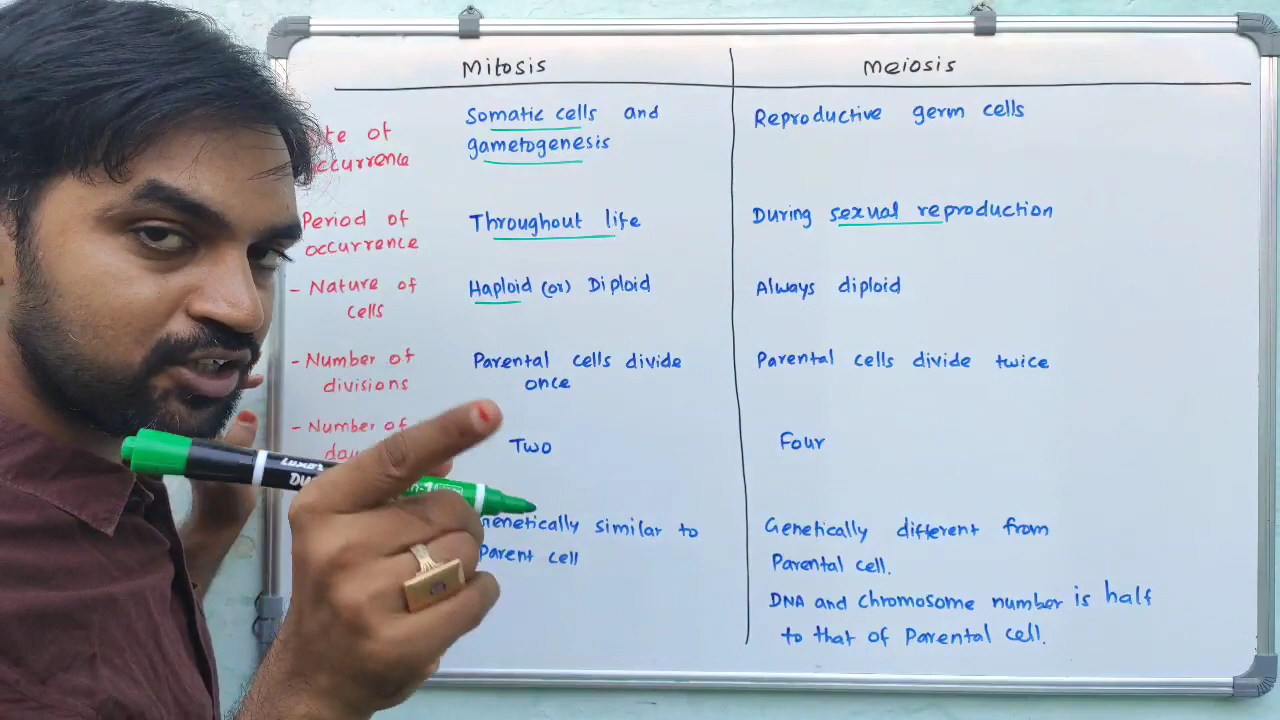 Mitosis
Meiosis
Somatic cells and
gametogenesis
Reproductive germ cells
of
Period of
occurrence
Throughout life
During sexual reproduction
- Nature of
cells
Haploid (or) Diploid
Always diploid
- Number of
divisions
Parental cells divide
once
Parental cells divide twice
- Number of
Two
Four
Genetically similar to
Parent cell
Genetically different from
Parental cell.
DNA and chromosome number is half
to that of Parental cell.